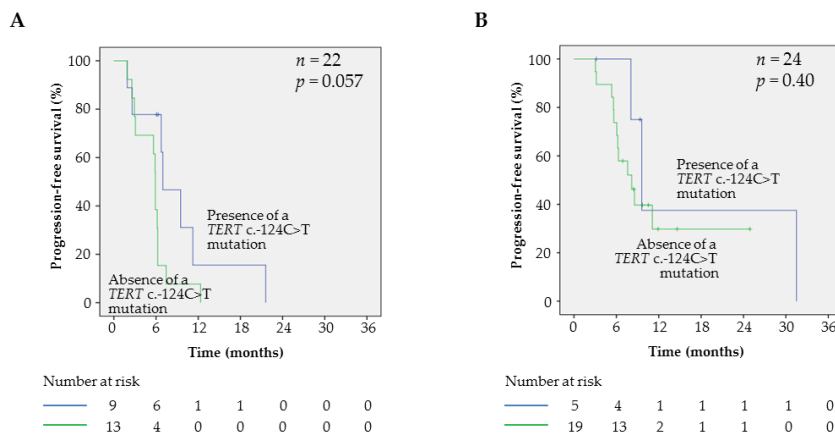 A
n = 22
p = 0.057
Progression-free survival (%)
100
80
60
40
20
0
Presence of a
TERT c.-124C>T
mutation
Absence of a
TERT c.-124C>T
mutation
0 6 12 18 24 30 36
Time (months)
Number at risk
9 6 1 1 0 0 0
13 4 0 0 0 0 0
B
n = 24
p = 0.40
Progression-free survival (%)
100
80
60
40
20
0
Presence of a
TERT c.-124C>T
mutation
Absence of a
TERT c.-124C>T
mutation
0 6 12 18 24 30 36
Time (months)
Number at risk
5 4 1 1 1 1 0
19 13 2 1 1 0 0